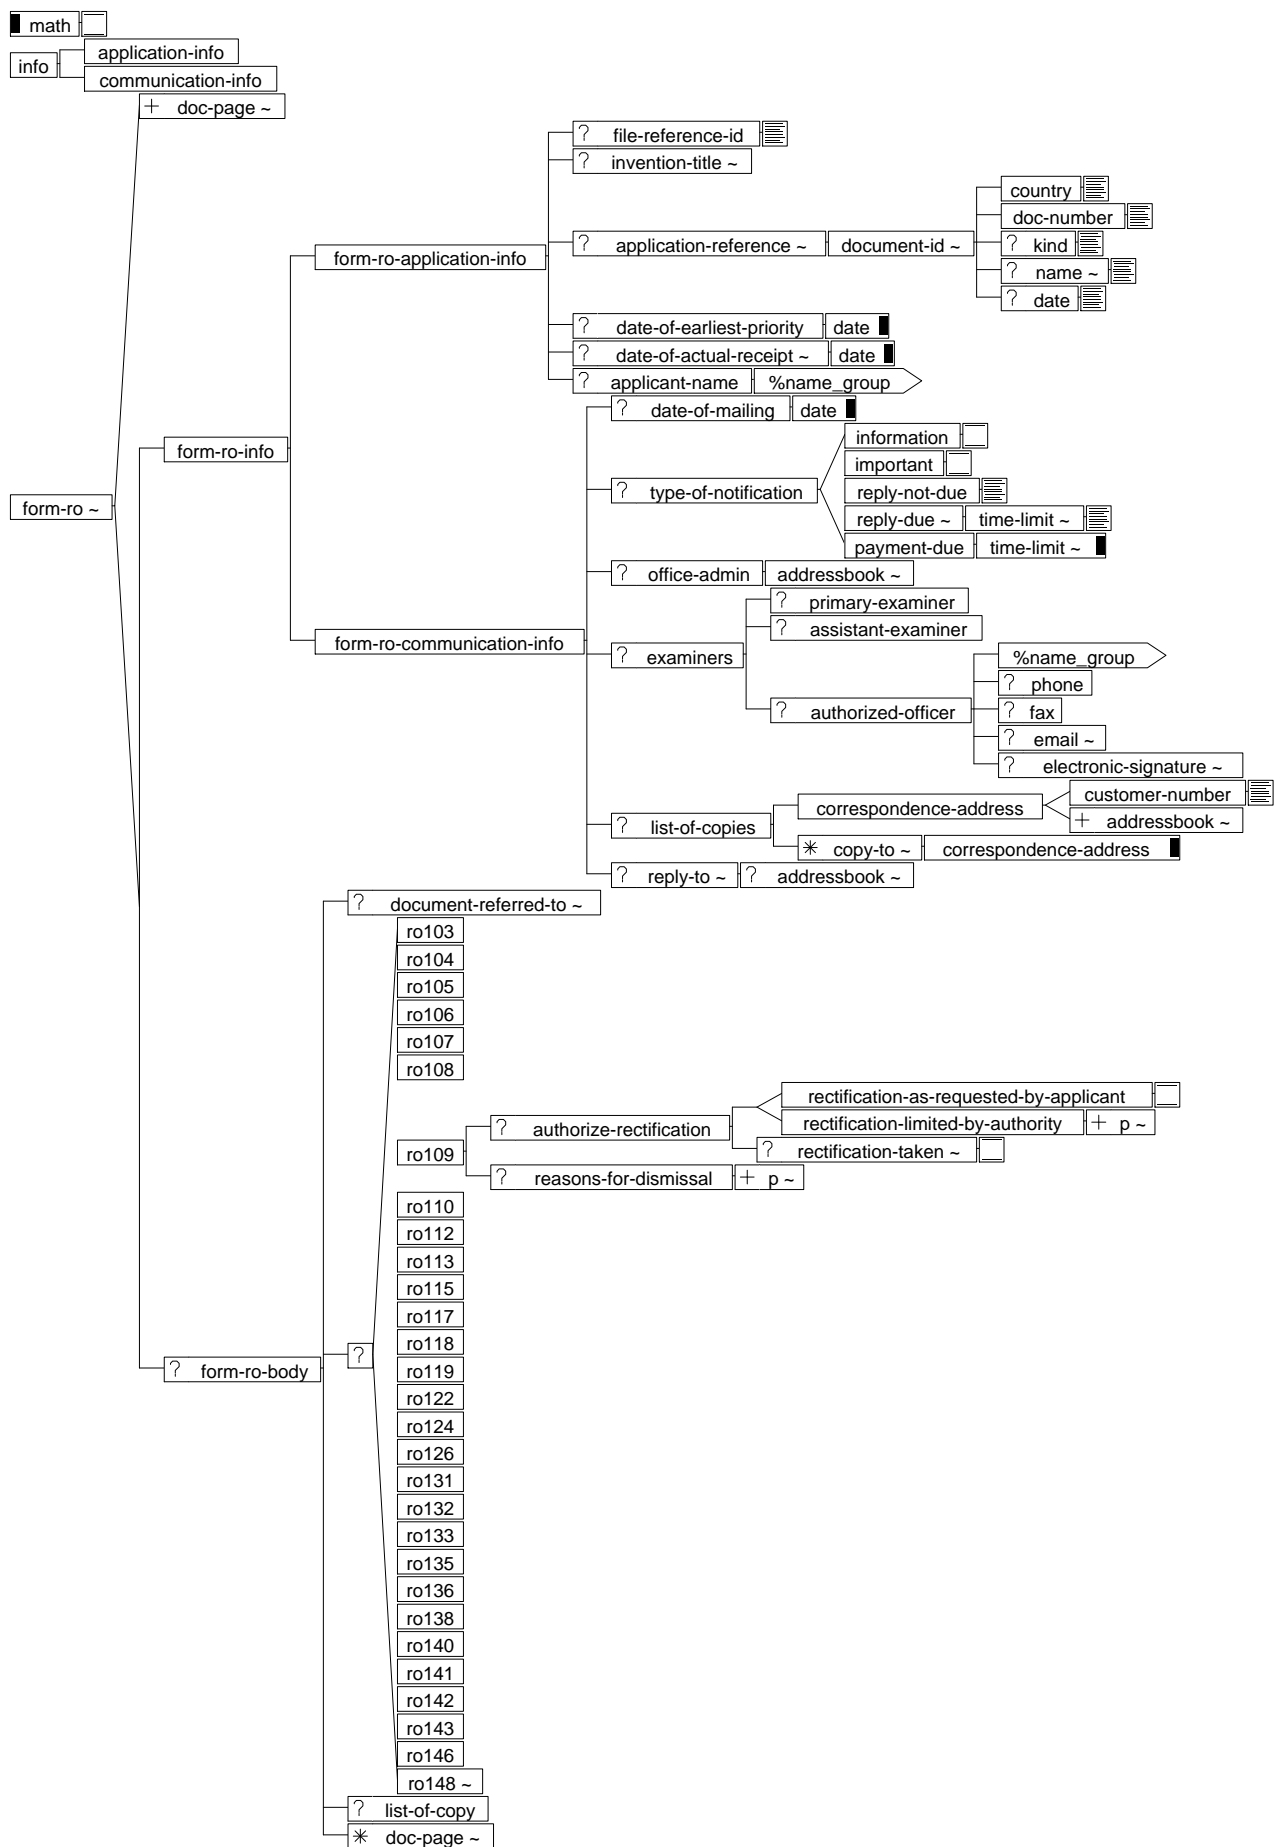 math
info
application-info
communication-info
form-ro ~
+ doc-page ~
form-ro-info
form-ro-application-info
? file-reference-id
? invention-title ~
? application-reference ~ document-id ~
country
doc-number
? kind
? name ~
? date
? date-of-earliest-priority date
? date-of-actual-receipt ~ date
? applicant-name %name_group
form-ro-communication-info
? date-of-mailing date
? type-of-notification
information
important
reply-not-due
reply-due ~ time-limit ~
payment-due time-limit ~
? office-admin addressbook ~
? examiners
? primary-examiner
? assistant-examiner
? authorized-officer
%name_group
? phone
? fax
? email ~
? electronic-signature ~
? list-of-copies
correspondence-address
customer-number
+ addressbook ~
* copy-to ~ correspondence-address
? reply-to ~ ? addressbook ~
? form-ro-body
? document-referred-to ~
?
ro103
ro104
ro105
ro106
ro107
ro108
ro109
? authorize-rectification
rectification-as-requested-by-applicant
rectification-limited-by-authority + p ~
? rectification-taken ~
? reasons-for-dismissal + p ~
ro110
ro112
ro113
ro115
ro117
ro118
ro119
ro122
ro124
ro126
ro131
ro132
ro133
ro135
ro136
ro138
ro140
ro141
ro142
ro143
ro146
ro148 ~
? list-of-copy
* doc-page ~